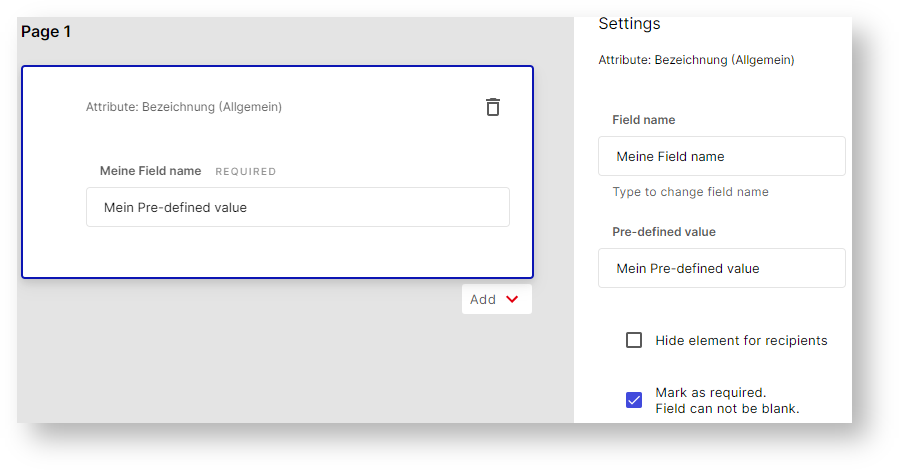 Page 1
Attribute: Bezeichnung (Allgemein)
Meine Field name REQUIRED
Mein Pre-defined value
Add
Settings
Attribute: Bezeichnung (Allgemein)
Field name
Meine Field name
Type to change field name
Pre-defined value
Mein Pre-defined value
Hide element for recipients
Mark as required.
Field can not be blank.